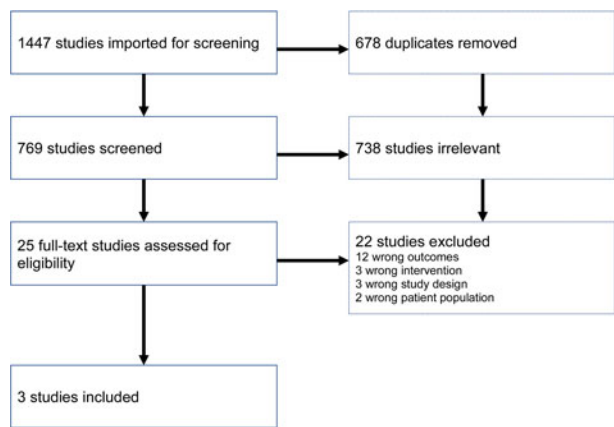 1447 studies imported for screening
678 duplicates removed
769 studies screened
738 studies irrelevant
25 full-text studies assessed for
eligibility
22 studies excluded
12 wrong outcomes
3 wrong intervention
3 wrong study design
2 wrong patient population
3 studies included